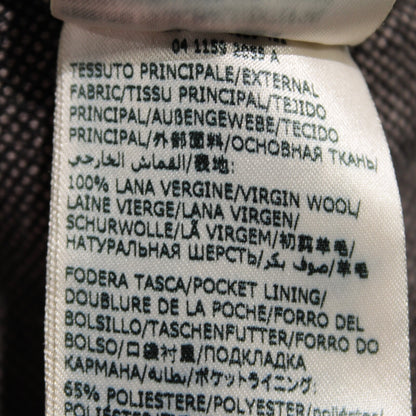 04 1159 2059 A
TESSUTO PRINCIPALE/EXTERNAL
FABRIC/TISSU PRINCIPAL/TEJIDO
PRINCIPAL/AUßENGEWEBE/TECIDO
PRINCIPAL/外部面料/ОСНОВНАЯ ТКАНЬ/
القماش الخارجي/表地:
100% LANA VERGINE/VIRGIN WOOL/
LAINE VIERGE/LANA VIRGEN/
SCHURWOLLE/LÃ VIRGEM/初剪羊毛/
НАТУРАЛЬНАЯ ШЕРСТЬ/صوف بكر/羊毛
FODERA TASCA/POCKET LINING/
DOUBLURE DE LA POCHE/FORRO DEL
BOLSILLO/TASCHENFUTTER/FORRO DO
BOLSO/口袋衬里/ПОДКЛАДКА
КАРМАНА/بطانة/ポケットライニング:
65% POLIESTERE/POLYESTER/